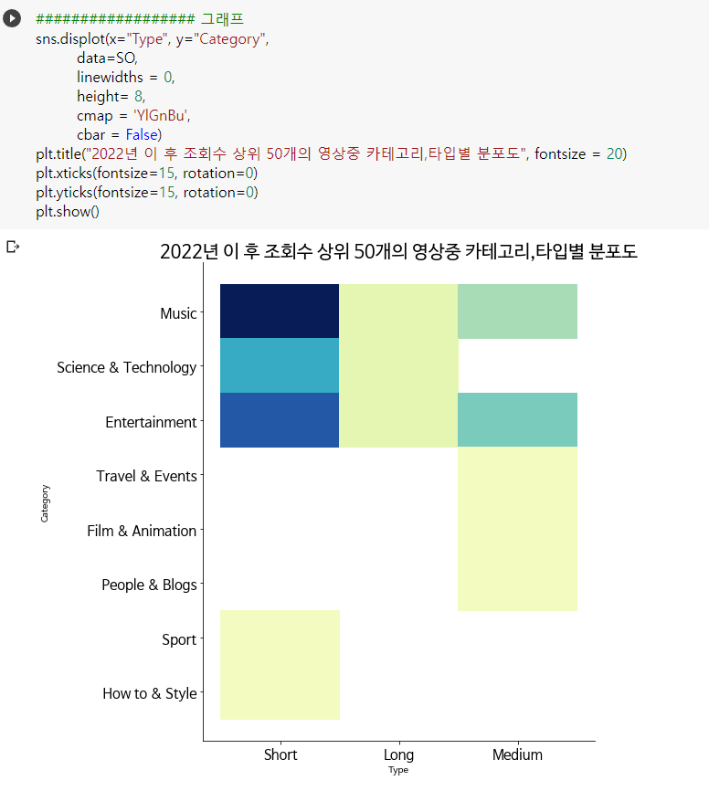 ################## 그래프
sns.displot(x="Type", y="Category",
data=SO,
linewidths = 0,
height= 8,
cmap = 'YlGnBu',
cbar = False)
plt.title("2022년 이 후 조회수 상위 50개의 영상중 카테고리,타입별 분포도", fontsize = 20)
plt.xticks(fontsize=15, rotation=0)
plt.yticks(fontsize=15, rotation=0)
plt.show()
2022년 이 후 조회수 상위 50개의 영상중 카테고리,타입별 분포도
Music
Science & Technology
Entertainment
Travel & Events
Category
Film & Animation
People & Blogs
Sport
How to & Style
Short Long Medium
Type